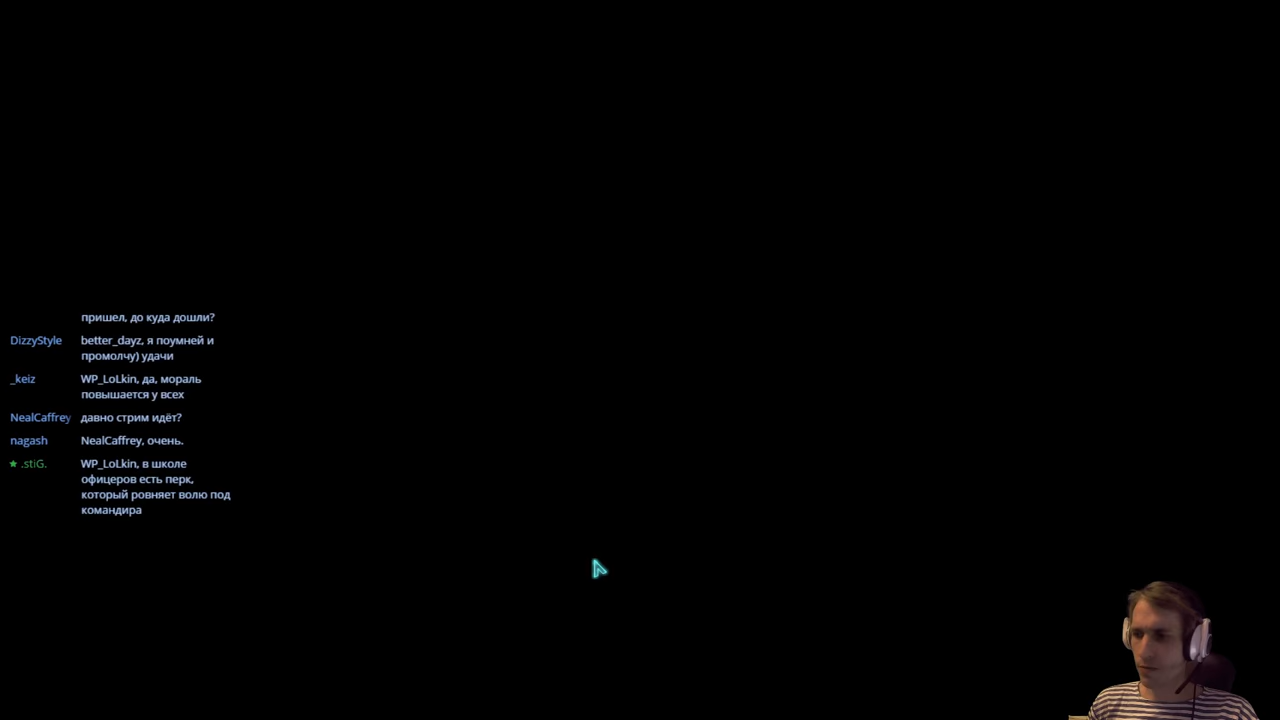 пришел, до куда дошли?
DizzyStyle better_dayz, я поумней и
промолчу) удачи
_keiz WP_LoLkin, да, мораль
повышается у всех
NealCaffrey давно стрим идёт?
nagash NealCaffrey, очень.
.stiG. WP_LoLkin, в школе
офицеров есть перк,
который ровняет волю под
командира